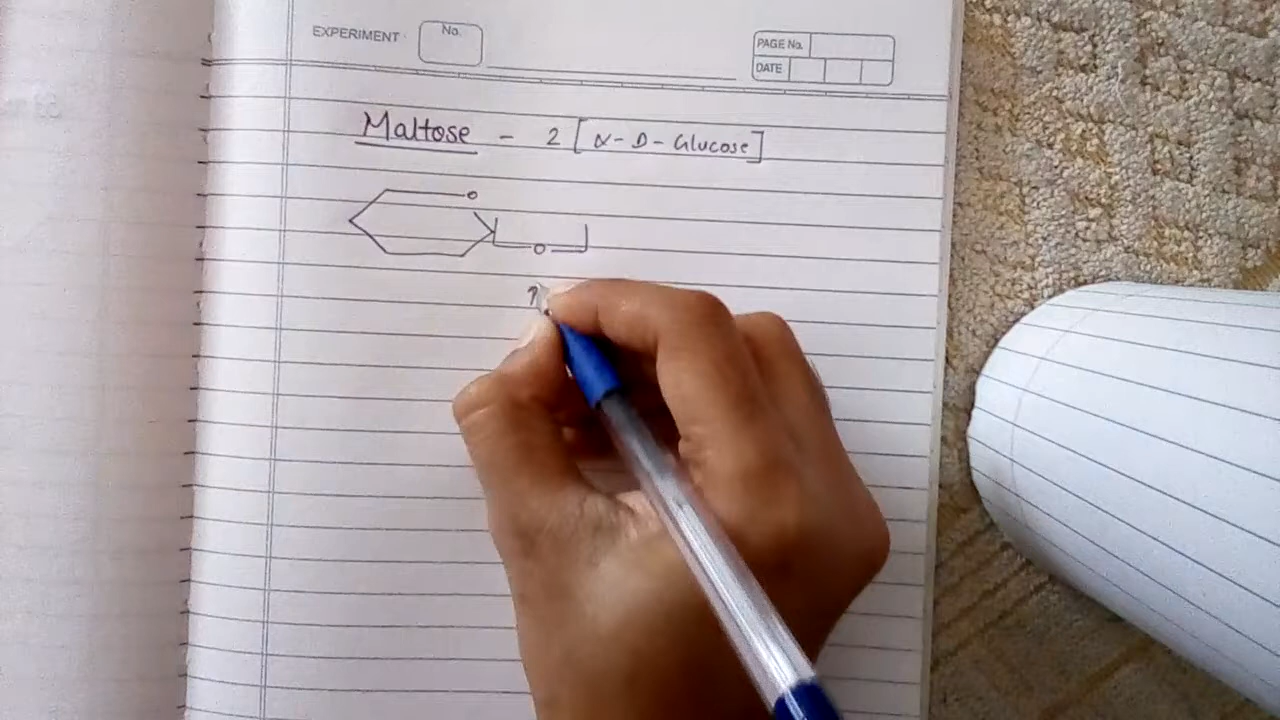 EXPERIMENT No.
PAGE No.
DATE
Maltose - 2 [α-D-Glucose]
o
o